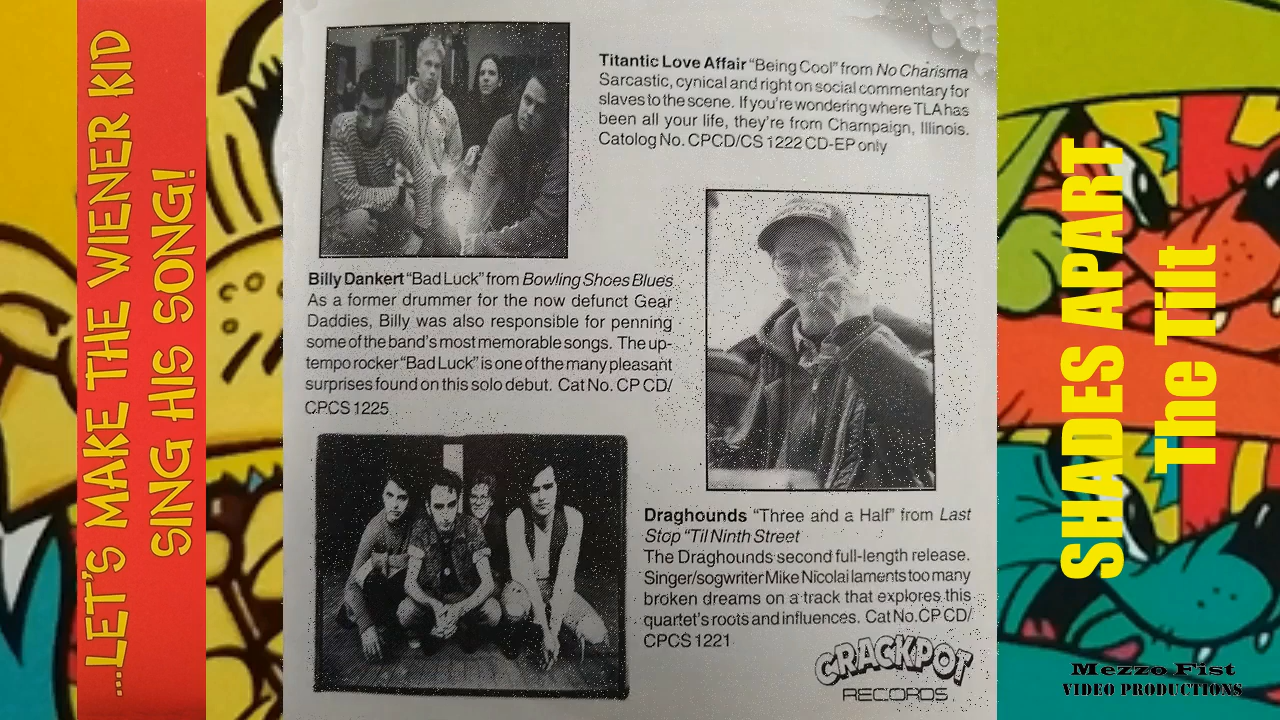 ...LET'S MAKE THE WIENER KID
SING HIS SONG!
Titantic Love Affair "Being Cool" from No Charisma
Sarcastic, cynical and right on social commentary for
slaves to the scene. If you're wondering where TLA has
been all your life, they're from Champaign, Illinois.
Catolog No. CPCD/CS 1222 CD-EP only
Billy Dankert "Bad Luck" from Bowling Shoes Blues
As a former drummer for the now defunct Gear
Daddies, Billy was also responsible for penning
some of the band's most memorable songs. The up-
tempo rocker "Bad Luck" is one of the many pleasant
surprises found on this solo debut. Cat No. CP CD/
CPCS 1225
Draghounds "Three and a Half" from Last
Stop "Til Ninth Street
The Draghounds second full-length release.
Singer/sogwriter Mike Nicolai laments too many
broken dreams on a track that explores this
quartet's roots and influences. Cat No. CP CD/
CPCS 1221
CRACKPOT
RECORDS
SHADES APART
The Tilt
Mezzo Fist
VIDEO PRODUCTIONS